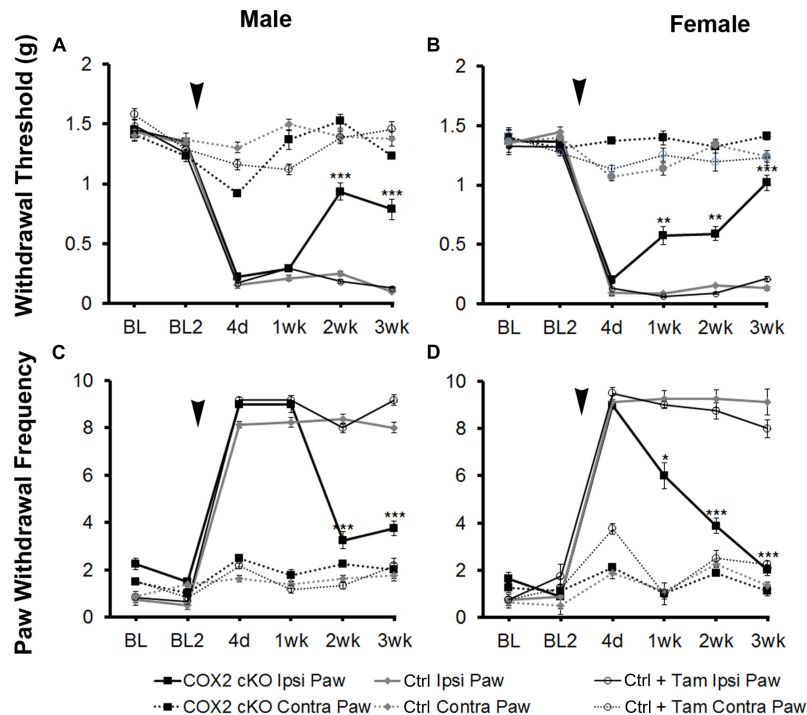 Male
Female
A
B
Withdrawal Threshold (g)
2
1.5
1
0.5
0
*** ***
BL BL2 4d 1wk 2wk 3wk
2
1.5
1
0.5
0
** ** ***
BL BL2 4d 1wk 2wk 3wk
C
D
Paw Withdrawal Frequency
10
8
6
4
2
0
*** ***
BL BL2 4d 1wk 2wk 3wk
10
8
6
4
2
0
* *** ***
BL BL2 4d 1wk 2wk 3wk
COX2 cKO Ipsi Paw
Ctrl Ipsi Paw
Ctrl + Tam Ipsi Paw
COX2 cKO Contra Paw
Ctrl Contra Paw
Ctrl + Tam Contra Paw